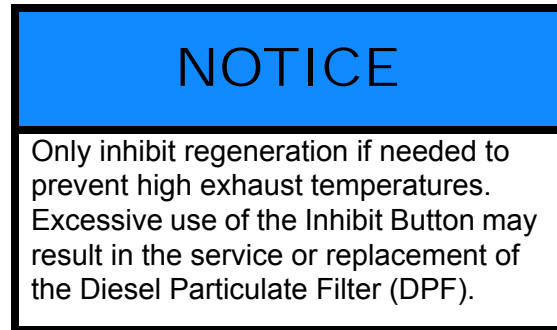 NOTICE
Only inhibit regeneration if needed to
prevent high exhaust temperatures.
Excessive use of the Inhibit Button may
result in the service or replacement of
the Diesel Particulate Filter (DPF).